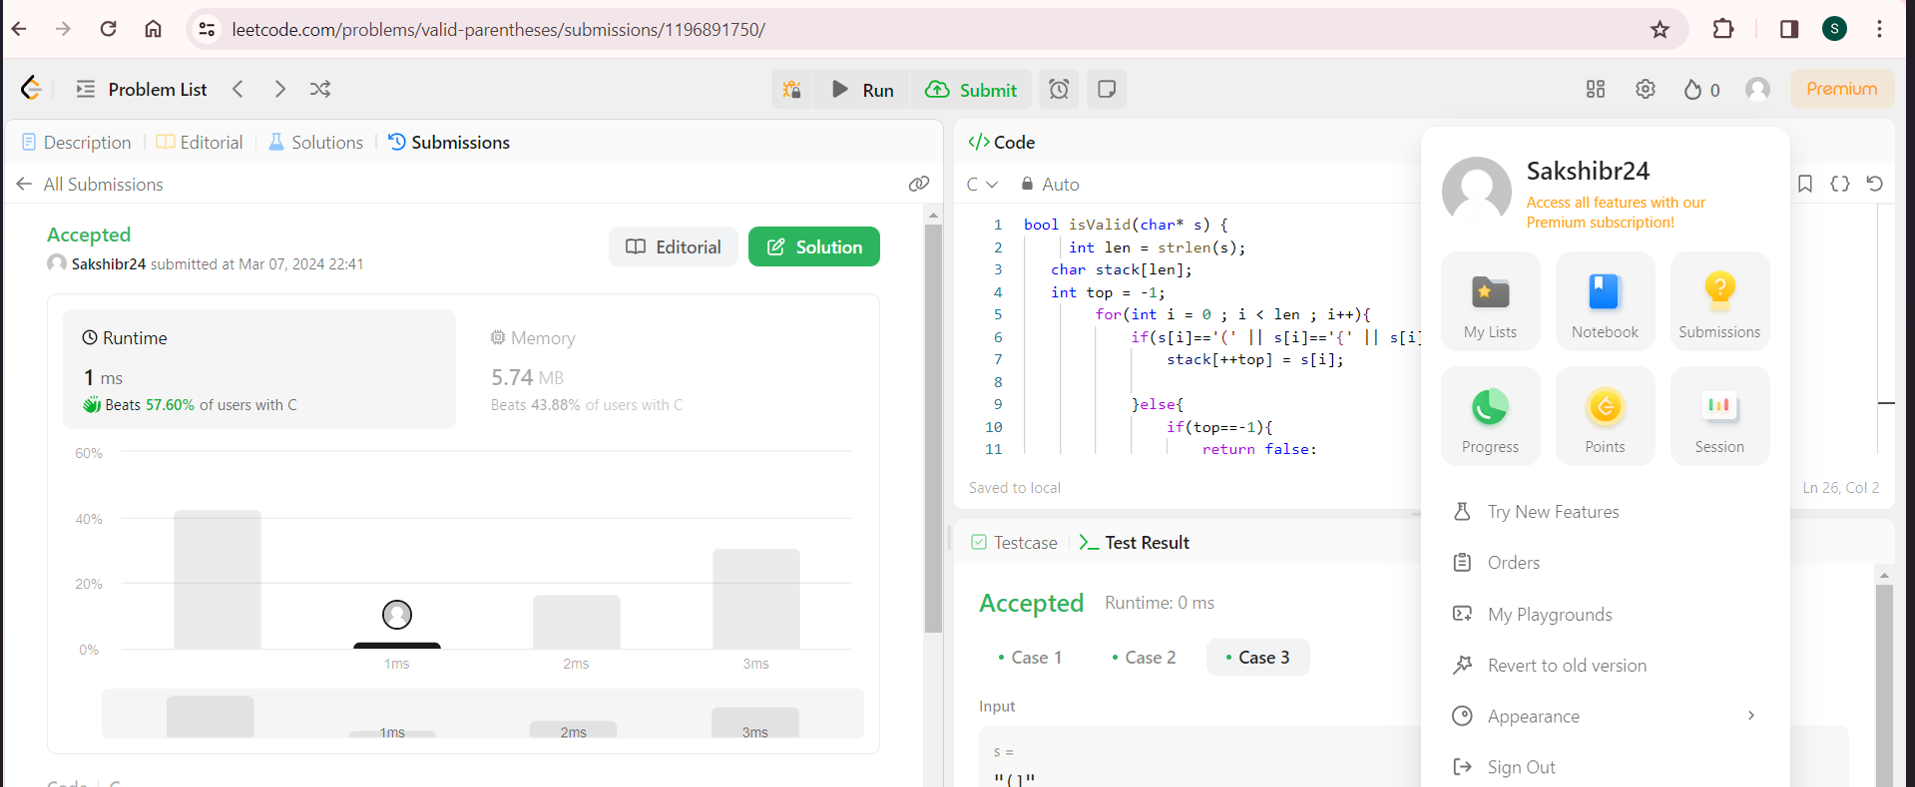 leetcode.com/problems/valid-parentheses/submissions/1196891750/
S
Problem List
Run
Submit
0
Premium
Description
Editorial
Solutions
Submissions
All Submissions
Accepted
Sakshibr24 submitted at Mar 07, 2024 22:41
Editorial
Solution
Runtime
1 ms
Beats 57.60% of users with C
Memory
5.74 MB
Beats 43.88% of users with C
60%
40%
20%
0%
1ms
2ms
3ms
1ms
2ms
3ms
</> Code
C
Auto
1 bool isValid(char* s) {
2 int len = strlen(s);
3 char stack[len];
4 int top = -1;
5 for(int i = 0 ; i < len ; i++){
6 if(s[i]=='(' || s[i]=='{' || s[i]
7 stack[++top] = s[i];
8
9 }else{
10 if(top==-1){
11 return false;
Saved to local
Ln 26, Col 2
Testcase
Test Result
Accepted
Runtime: 0 ms
Case 1
Case 2
Case 3
Input
s =
"(]"
Sakshibr24
Access all features with our
Premium subscription!
My Lists
Notebook
Submissions
Progress
Points
Session
Try New Features
Orders
My Playgrounds
Revert to old version
Appearance
Sign Out